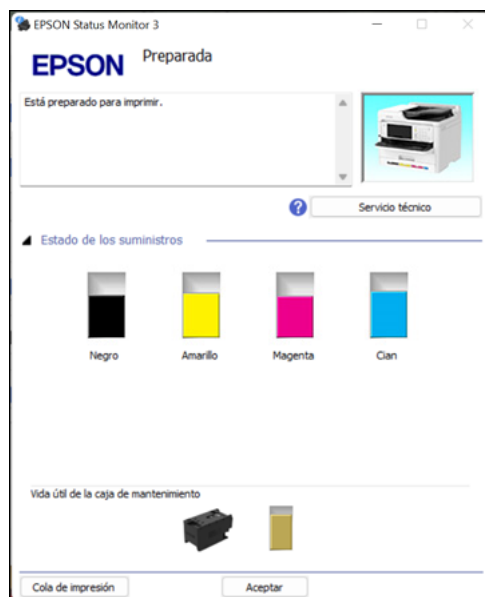 EPSON Status Monitor 3
EPSON
Preparada
Está preparado para imprimir.
Servicio técnico
Estado de los suministros
Negro
Amarillo
Magenta
Cian
Vida útil de la caja de mantenimiento
Cola de impresión
Aceptar